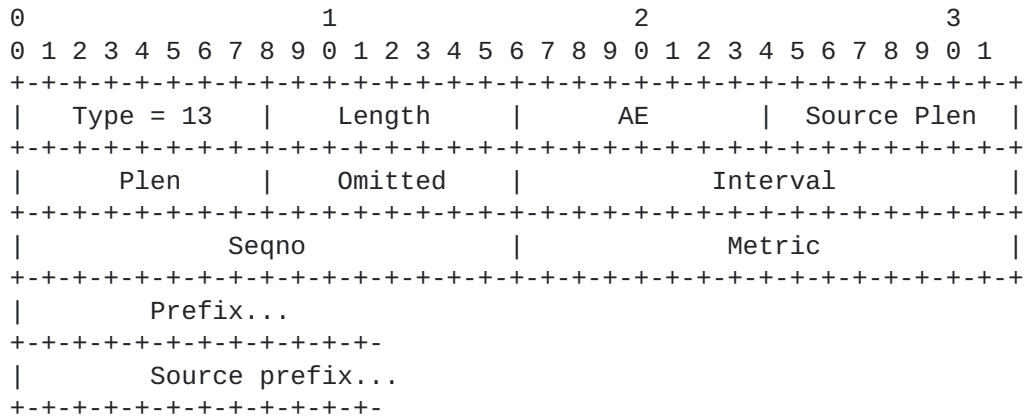 0                   1                   2                   3
0 1 2 3 4 5 6 7 8 9 0 1 2 3 4 5 6 7 8 9 0 1 2 3 4 5 6 7 8 9 0 1
+-+-+-+-+-+-+-+-+-+-+-+-+-+-+-+-+-+-+-+-+-+-+-+-+-+-+-+-+-+-+-+-+
|   Type = 13   |    Length     |      AE       |  Source Plen  |
+-+-+-+-+-+-+-+-+-+-+-+-+-+-+-+-+-+-+-+-+-+-+-+-+-+-+-+-+-+-+-+-+
|      Plen     |    Omitted    |            Interval           |
+-+-+-+-+-+-+-+-+-+-+-+-+-+-+-+-+-+-+-+-+-+-+-+-+-+-+-+-+-+-+-+-+
|             Seqno             |             Metric            |
+-+-+-+-+-+-+-+-+-+-+-+-+-+-+-+-+-+-+-+-+-+-+-+-+-+-+-+-+-+-+-+-+
|        Prefix...
+-+-+-+-+-+-+-+-+-+-+-+-
|        Source prefix...
+-+-+-+-+-+-+-+-+-+-+-+-